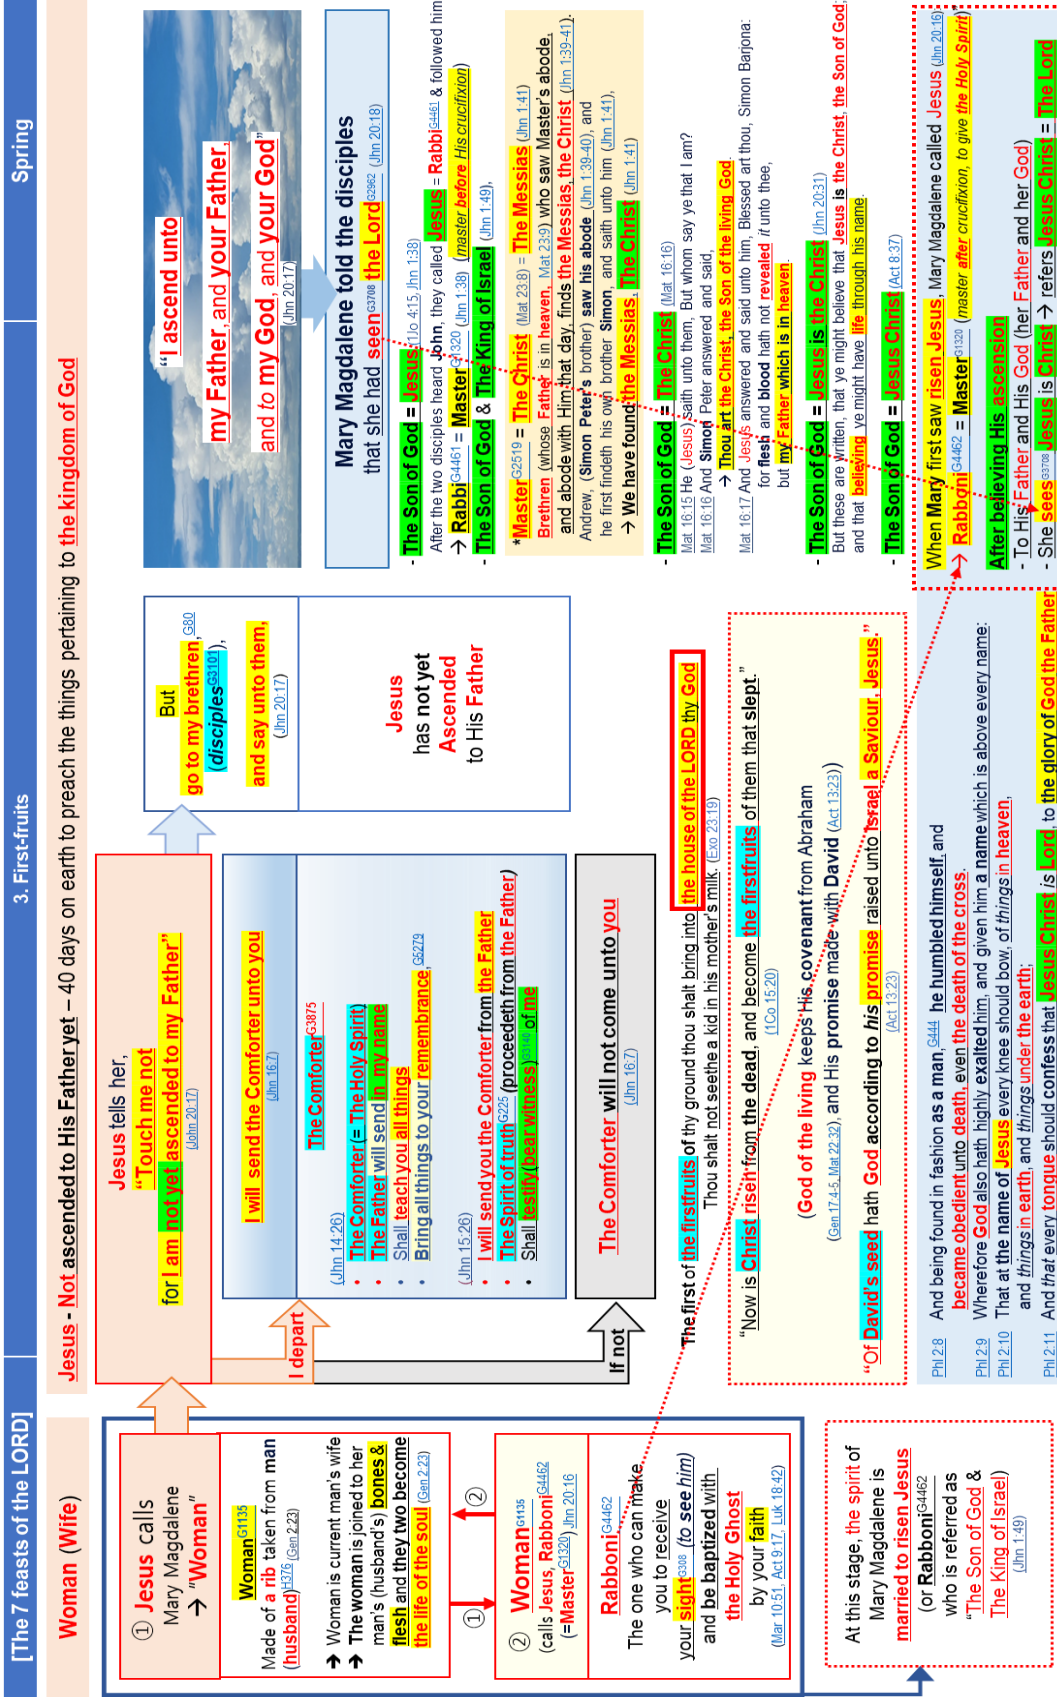 [The 7 feasts of the LORD]
3. First-fruits
Spring
Woman (Wife)
Jesus - Not ascended to His Father yet – 40 days on earth to preach the things pertaining to the kingdom of God
① Jesus calls
Mary Magdalene
→ "Woman"
Woman G1135
Made of a rib taken from man
(husband)H376 (Gen 2:23)
→ Woman is current man's wife
→ The woman is joined to her
man's (husband's) bones &
flesh and they two become
the life of the soul (Gen 2:23)
①
②
② Woman G1135
(calls Jesus, Rabboni G4462
(=Master G1320) Jhn 20:16
Rabboni G4462
The one who can make
you to receive
your sight G308 (to see him)
and be baptized with
the Holy Ghost
by your faith
(Mar 10:51, Act 9:17, Luk 18:42)
At this stage, the spirit of
Mary Magdalene is
married to risen Jesus
(or Rabboni G4462
who is referred as
"The Son of God &
The King of Israel)
(Jhn 1:49)
Jesus tells her,
"Touch me not
for I am not yet ascended to my Father"
(John 20:17)
I depart
If not
I will send the Comforter unto you
(Jhn 16:7)
The Comforter G3875
(Jhn 14:26)
• The Comforter (= The Holy Spirit)
• The Father will send in my name
• Shall teach you all things
• Bring all things to your remembrance, G5279
(Jhn 15:26)
• I will send you the Comforter from the Father
• The Spirit of truth G225 (proceedeth from the Father)
• Shall testify (bear witness) G3140 of me
The Comforter will not come unto you
(Jhn 16:7)
But
go to my brethren, G80
(disciples G3101),
and say unto them,
(Jhn 20:17)
Jesus
has not yet
Ascended
to His Father
"I ascend unto
my Father, and your Father,
and to my God, and your God"
(Jhn 20:17)
Mary Magdalene told the disciples
that she had seen G3708 the Lord G2962 (Jhn 20:18)
- The Son of God = Jesus (1Jo 4:15, Jhn 1:38)
After the two disciples heard John, they called Jesus = Rabbi G4461 & followed him
→ Rabbi G4461 = Master G1320 (Jhn 1:38) (master before His crucifixion)
- The Son of God & The King of Israel (Jhn 1:49),
*Master G2519 = The Christ (Mat 23:8) = The Messias (Jhn 1:41)
Brethren (whose Father is in heaven, Mat 23:9) who saw Master's abode,
and abode with Him that day, finds the Messias, the Christ (Jhn 1:39-41).
Andrew, (Simon Peter's brother) saw his abode (Jhn 1:39-40), and
he first findeth his own brother Simon, and saith unto him (Jhn 1:41),
→ We have found the Messias, The Christ (Jhn 1:41)
- The Son of God = The Christ (Mat 16:16)
Mat 16:15 He (Jesus) saith unto them, But whom say ye that I am?
Mat 16:16 And Simon Peter answered and said,
→ Thou art the Christ, the Son of the living God.
Mat 16:17 And Jesus answered and said unto him, Blessed art thou, Simon Barjona:
for flesh and blood hath not revealed it unto thee,
but my Father which is in heaven.
- The Son of God = Jesus is the Christ (Jhn 20:31)
But these are written, that ye might believe that Jesus is the Christ, the Son of God;
and that believing ye might have life through his name.
- The Son of God = Jesus Christ (Act 8:37)
The first of the firstfruits of thy ground thou shalt bring into the house of the LORD thy God
Thou shalt not seethe a kid in his mother's milk. (Exo 23:19)
"Now is Christ risen from the dead, and become the firstfruits of them that slept."
(1Co 15:20)
(God of the living keeps His covenant from Abraham
(Gen 17:4-5, Mat 22:32), and His promise made with David (Act 13:23))
"Of David's seed hath God according to his promise raised unto Israel a Saviour, Jesus."
(Act 13:23)
Phl 2:8 And being found in fashion as a man, G444 he humbled himself, and
became obedient unto death, even the death of the cross.
Phl 2:9 Wherefore God also hath highly exalted him, and given him a name which is above every name:
Phl 2:10 That at the name of Jesus every knee should bow, of things in heaven,
and things in earth, and things under the earth;
Phl 2:11 And that every tongue should confess that Jesus Christ is Lord, to the glory of God the Father
When Mary first saw risen Jesus, Mary Magdalene called Jesus (Jhn 20:16)
→ Rabboni G4462 = Master G1320 (master after crucifixion, to give the Holy Spirit)
After believing His ascension
- To His Father and His God (her Father and her God)
- She sees G3708 Jesus is Christ → refers Jesus Christ = The Lord